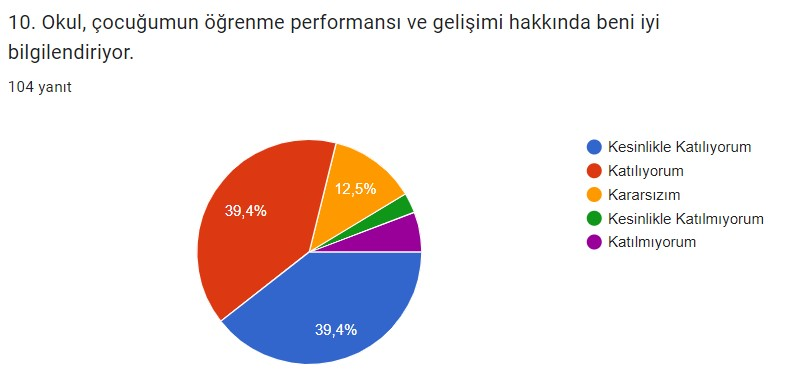 10. Okul, çocuğumun öğrenme performansı ve gelişimi hakkında beni iyi
bilgilendiriyor.
104 yanıt
12,5%
39,4%
39,4%
Kesinlikle Katılıyorum
Katılıyorum
Kararsızım
Kesinlikle Katılmıyorum
Katılmıyorum